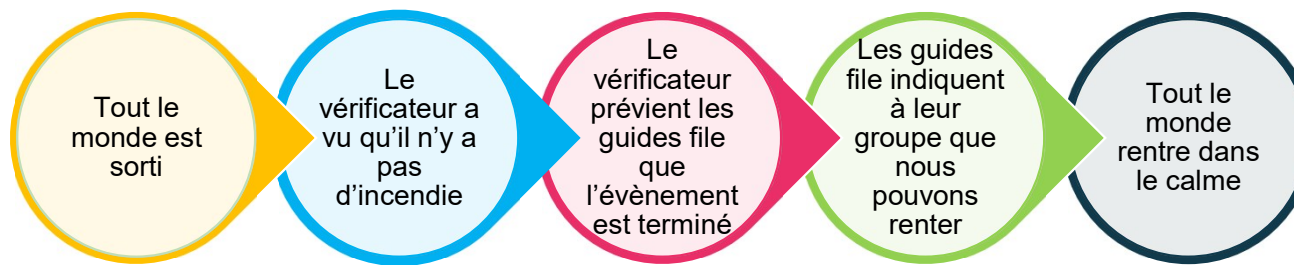 Tout le
monde est
sorti
Le
vérificateur a
vu qu'il n'y a
pas
d'incendie
Le
vérificateur
prévient les
guides file
que
l'évènement
est terminé
Les guides
file indiquent
à leur
groupe que
nous
pouvons
renter
Tout le
monde
rentre dans
le calme